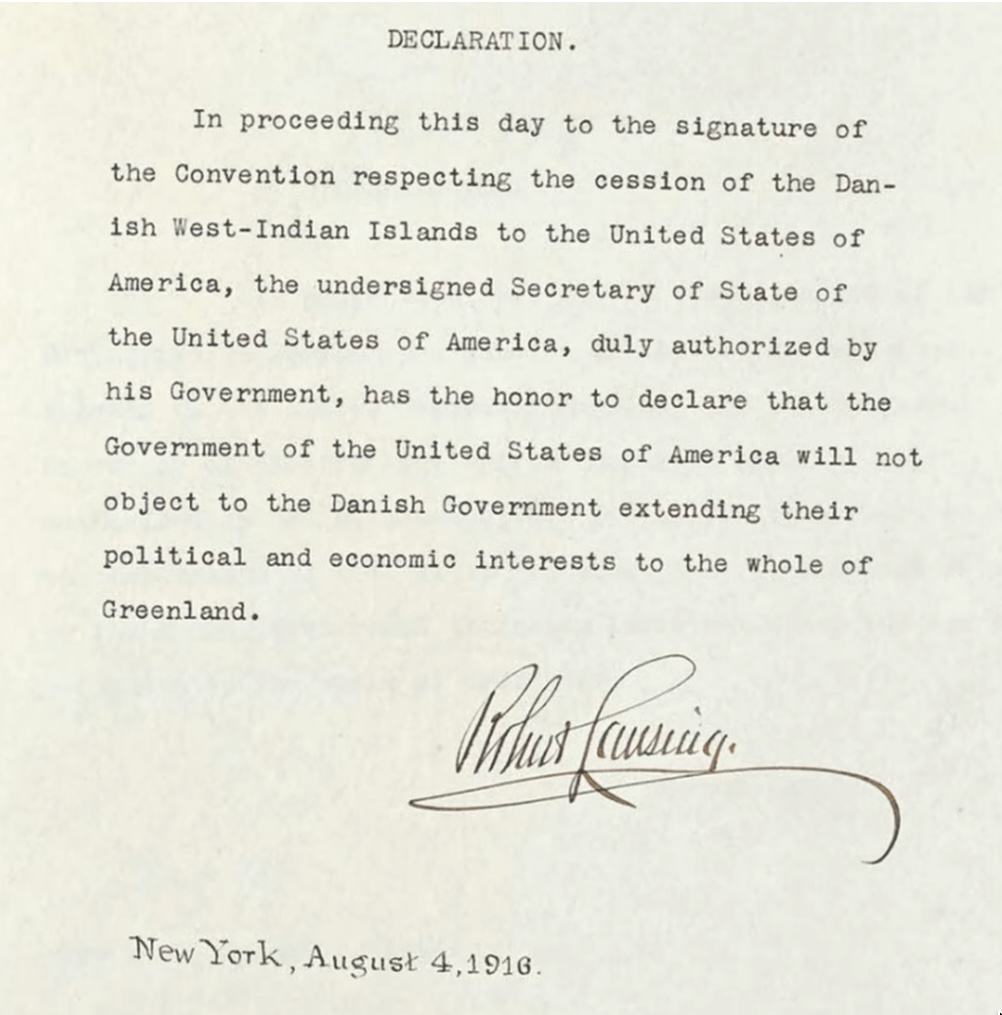 DECLARATION.
In proceeding this day to the signature of
the Convention respecting the cession of the Dan-
ish West-Indian Islands to the United States of
America, the undersigned Secretary of State of
the United States of America, duly authorized by
his Government, has the honor to declare that the
Government of the United States of America will not
object to the Danish Government extending their
political and economic interests to the whole of
Greenland.
Robert Lansing.
New York, August 4, 1916.